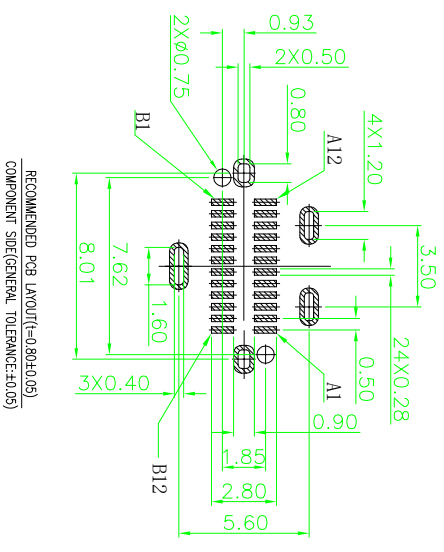 0.93
2X0.50
2Xø0.75
0.80
4X1.20
B1
A12
3.50
8.01
7.62
1.60
24X0.28
0.50
3X0.40
A1
0.90
B12
1.85
2.80
5.60
RECOMMENDED PCB LAYOUT(t=0.80±0.05)
COMPONENT SIDE(GENERAL TOLERANCE:±0.05)